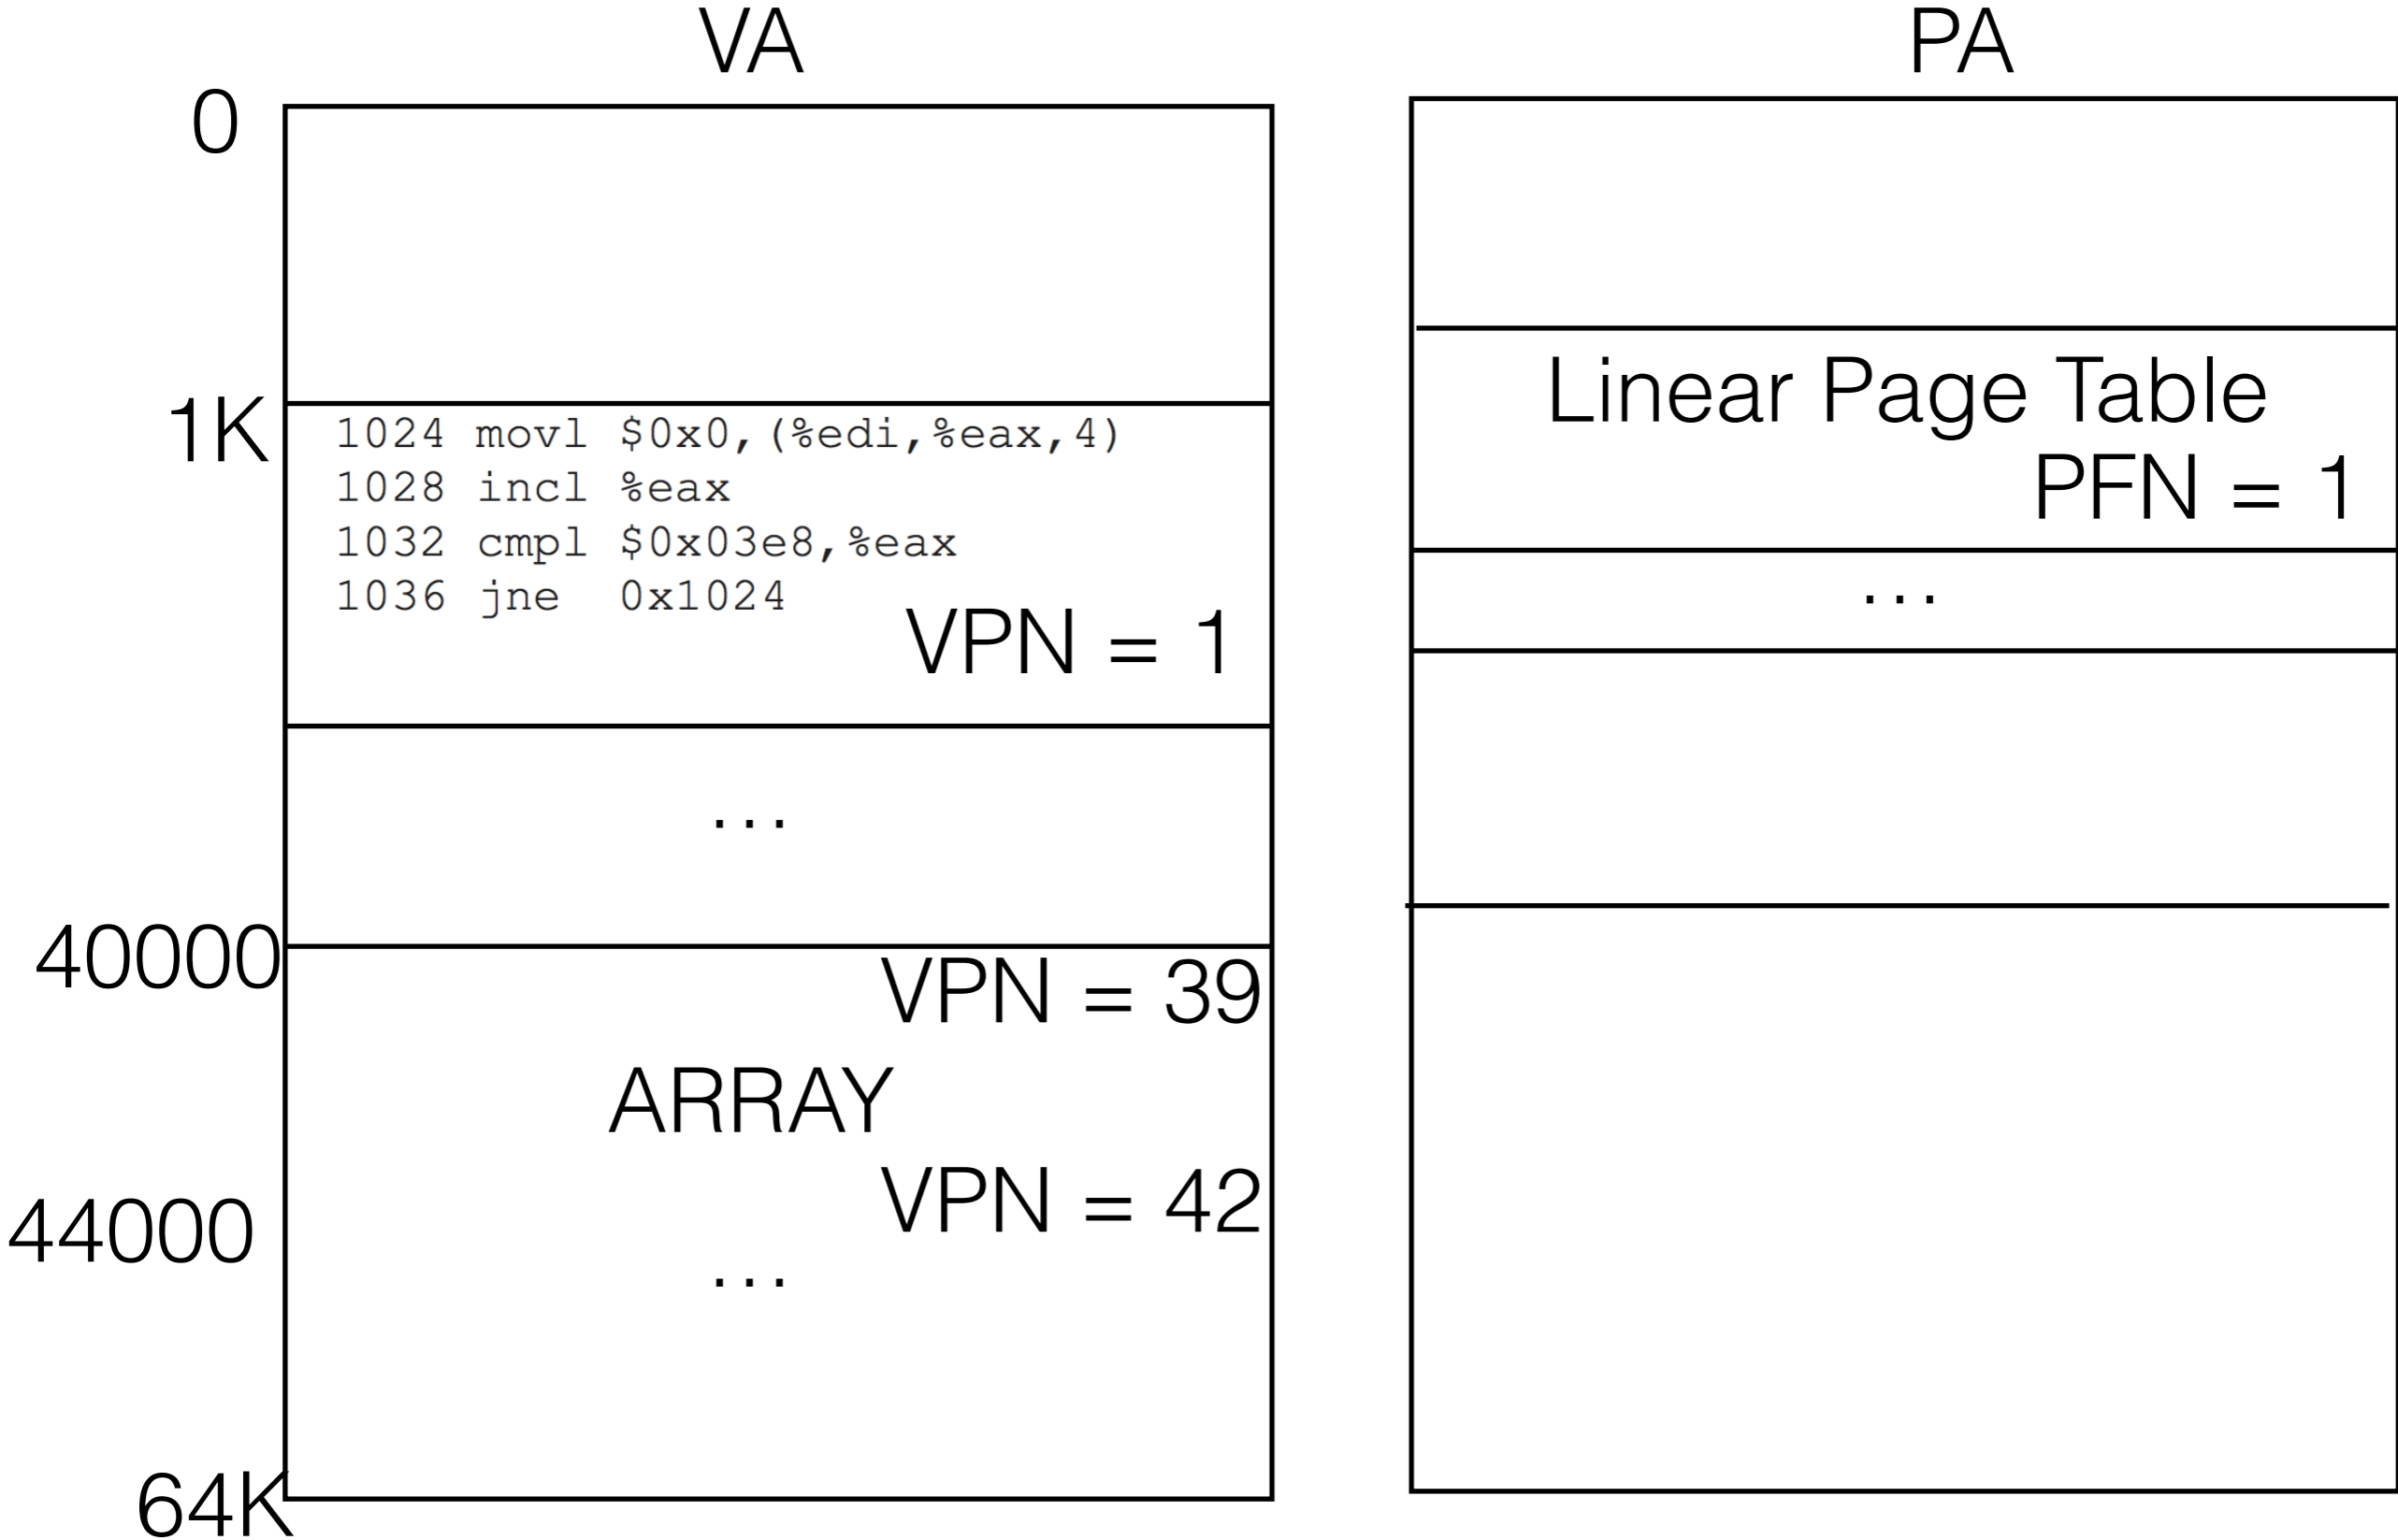 VA
0
1K
1024 movl $0x0,(%edi,%eax,4)
1028 incl %eax
1032 cmpl $0x03e8,%eax
1036 jne 0x1024
VPN = 1
...
40000
VPN = 39
ARRAY
VPN = 42
44000
...
64K
PA
Linear Page Table
PFN = 1
...